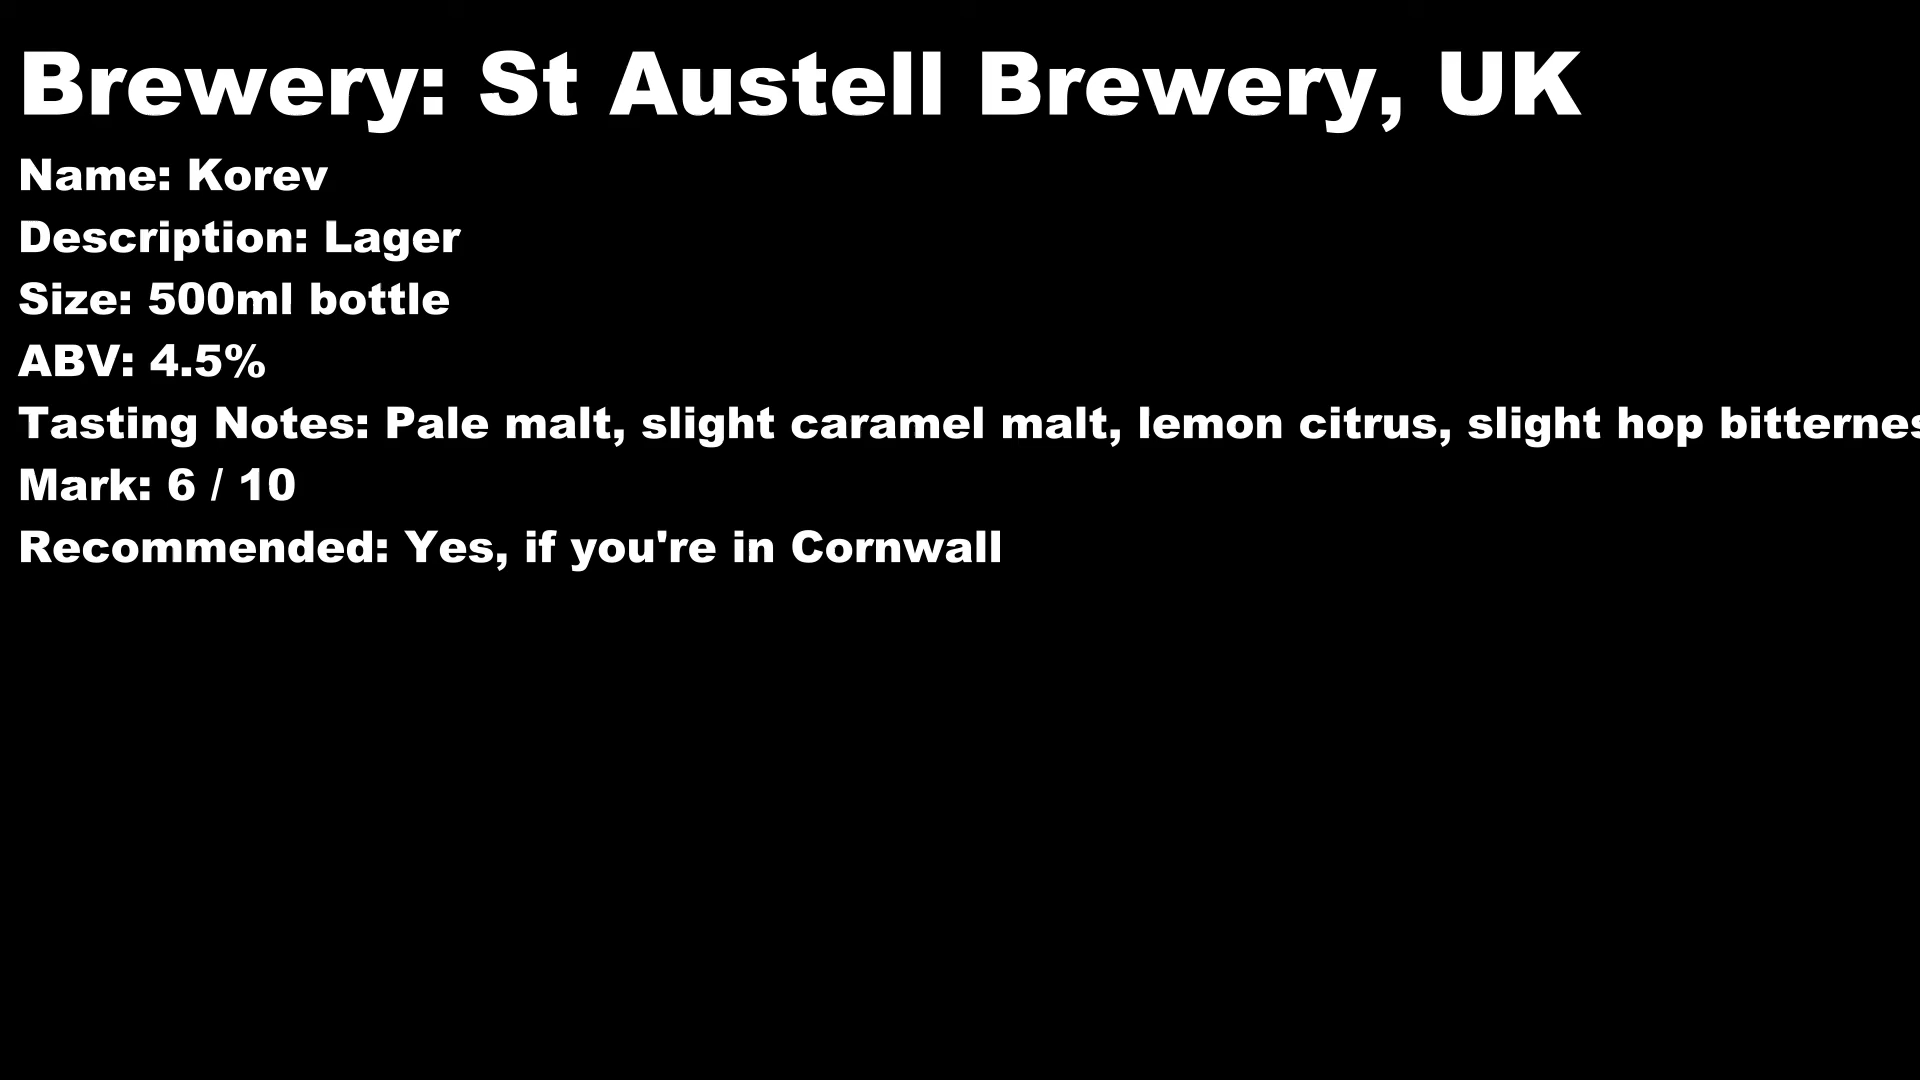 Brewery: St Austell Brewery, UK
Name: Korev
Description: Lager
Size: 500ml bottle
ABV: 4.5%
Tasting Notes: Pale malt, slight caramel malt, lemon citrus, slight hop bitternes
Mark: 6 / 10
Recommended: Yes, if you're in Cornwall